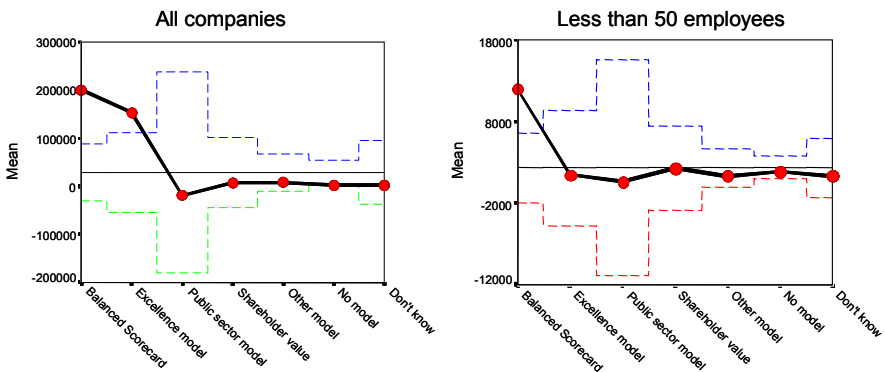 All companies
300000
200000
100000
0
-100000
-200000
Mean
Balanced Scorecard
Excellence model
Public sector model
Shareholder value
Other model
No model
Don't know
Less than 50 employees
18000
8000
-2000
-12000
Mean
Balanced Scorecard
Excellence model
Public sector model
Shareholder value
Other model
No model
Don't know